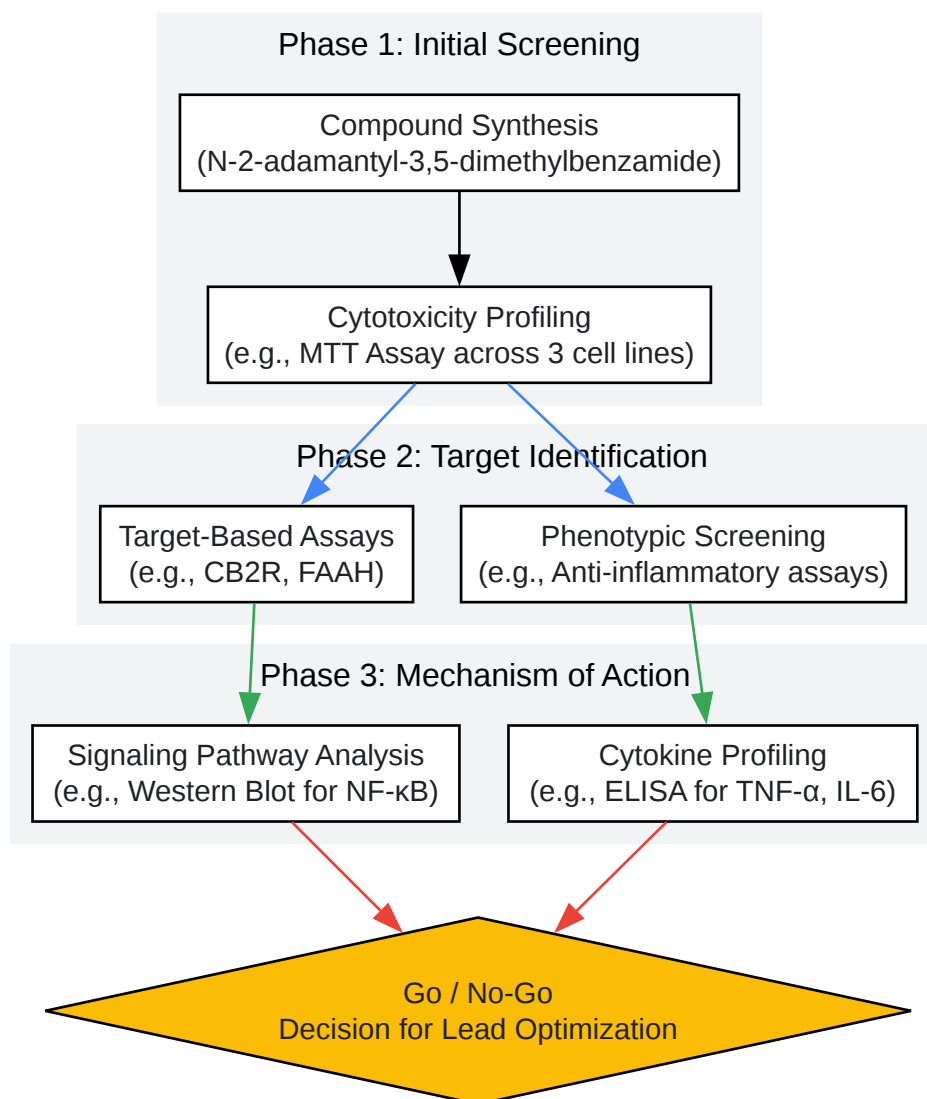 Phase 1: Initial Screening
Compound Synthesis
(N-2-adamantyl-3,5-dimethylbenzamide)
Cytotoxicity Profiling
(e.g., MTT Assay across 3 cell lines)
Phase 2: Target Identification
Target-Based Assays
(e.g., CB2R, FAAH)
Phenotypic Screening
(e.g., Anti-inflammatory assays)
Phase 3: Mechanism of Action
Signaling Pathway Analysis
(e.g., Western Blot for NF-κB)
Cytokine Profiling
(e.g., ELISA for TNF-α, IL-6)
Go / No-Go
Decision for Lead Optimization